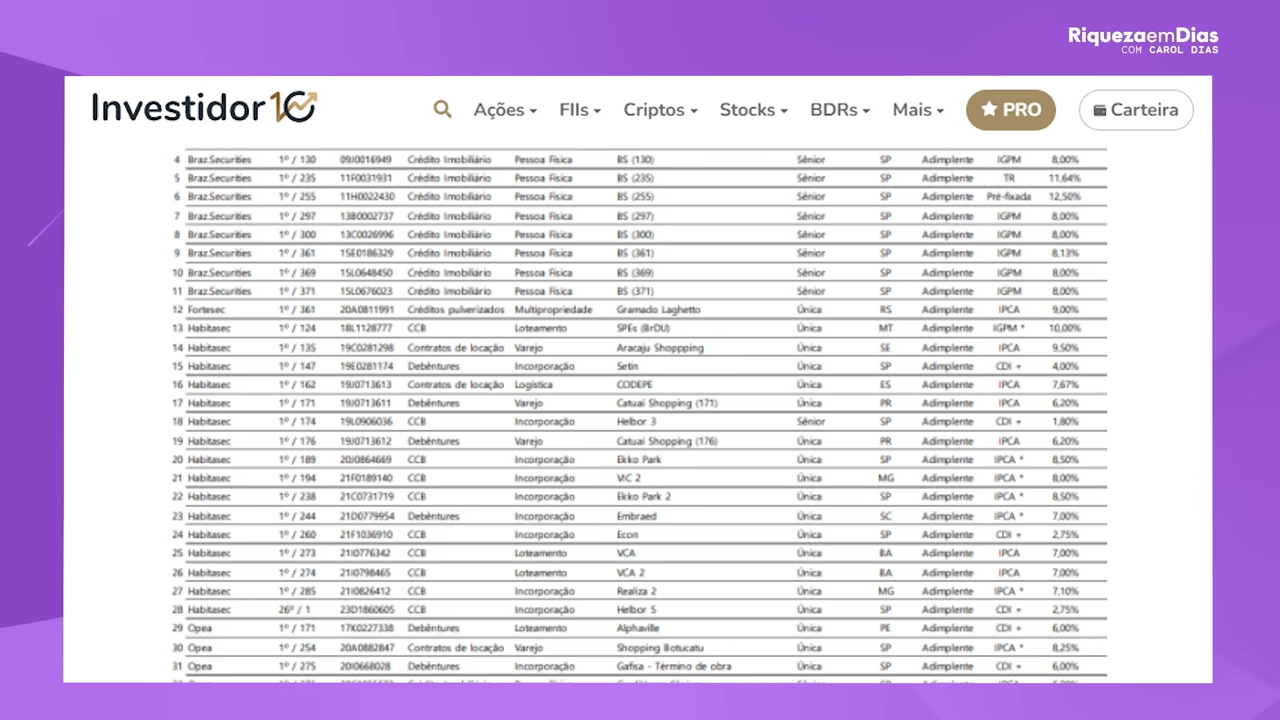 RiquezaemDias
COM CAROL DIAS
Investidor10 Ações FIIs Criptos Stocks BDRs Mais PRO Carteira
4 Braz.Securities 1º / 130 09J0016949 Crédito Imobiliário Pessoa Física BS (130) Sênior SP Adimplente IGPM 8,00%
5 Braz.Securities 1º / 235 11F0031931 Crédito Imobiliário Pessoa Física BS (235) Sênior SP Adimplente TR 11,64%
6 Braz.Securities 1º / 255 11H0022430 Crédito Imobiliário Pessoa Física BS (255) Sênior SP Adimplente Pré-fixada 12,50%
7 Braz.Securities 1º / 297 13B0002737 Crédito Imobiliário Pessoa Física BS (297) Sênior SP Adimplente IGPM 8,00%
8 Braz.Securities 1º / 300 13C0026996 Crédito Imobiliário Pessoa Física BS (300) Sênior SP Adimplente IGPM 8,00%
9 Braz.Securities 1º / 361 15E0186329 Crédito Imobiliário Pessoa Física BS (361) Sênior SP Adimplente IGPM 8,13%
10 Braz.Securities 1º / 369 15L0648450 Crédito Imobiliário Pessoa Física BS (369) Sênior SP Adimplente IGPM 8,00%
11 Braz.Securities 1º / 371 15L0676023 Crédito Imobiliário Pessoa Física BS (371) Sênior SP Adimplente IGPM 8,00%
12 Fortesec 1º / 361 20A0811991 Créditos pulverizados Multipropriedade Gramado Laghetto Única RS Adimplente IPCA 9,00%
13 Habitasec 1º / 124 18L1128777 CCB Loteamento SPEs (BrDU) Única MT Adimplente IGPM * 10,00%
14 Habitasec 1º / 135 19C0281298 Contratos de locação Varejo Aracaju Shoppping Única SE Adimplente IPCA 9,50%
15 Habitasec 1º / 147 19E0281174 Debêntures Incorporação Setin Única SP Adimplente CDI + 4,00%
16 Habitasec 1º / 162 19J0713613 Contratos de locação Logística CODEPE Única ES Adimplente IPCA 7,67%
17 Habitasec 1º / 171 19J0713611 Debêntures Varejo Catuaí Shopping (171) Única PR Adimplente IPCA 6,20%
18 Habitasec 1º / 174 19L0906036 CCB Incorporação Helbor 3 Sênior SP Adimplente CDI + 1,80%
19 Habitasec 1º / 176 19J0713612 Debêntures Varejo Catuaí Shopping (176) Única PR Adimplente IPCA 6,20%
20 Habitasec 1º / 189 20J0864669 CCB Incorporação Ekko Park Única SP Adimplente IPCA * 8,50%
21 Habitasec 1º / 194 21F0189140 CCB Incorporação VIC 2 Única MG Adimplente IPCA * 8,00%
22 Habitasec 1º / 238 21C0731719 CCB Incorporação Ekko Park 2 Única SP Adimplente IPCA * 8,50%
23 Habitasec 1º / 244 21D0779954 Debêntures Incorporação Embraed Única SC Adimplente IPCA * 7,00%
24 Habitasec 1º / 260 21F1036910 CCB Incorporação Econ Única SP Adimplente CDI + 2,75%
25 Habitasec 1º / 273 21I0776342 CCB Loteamento VCA Única BA Adimplente IPCA 7,00%
26 Habitasec 1º / 274 21I0798465 CCB Loteamento VCA 2 Única BA Adimplente IPCA 7,00%
27 Habitasec 1º / 285 21I0826412 CCB Incorporação Realiza 2 Única MG Adimplente IPCA * 7,10%
28 Habitasec 26º / 1 23D1860605 CCB Incorporação Helbor 5 Única SP Adimplente CDI + 2,75%
29 Opea 1º / 171 17K0227338 Debêntures Loteamento Alphaville Única PE Adimplente CDI + 6,00%
30 Opea 1º / 254 20A0882847 Contratos de locação Varejo Shopping Botucatu Única SP Adimplente IPCA * 8,25%
31 Opea 1º / 275 20I0668028 Debêntures Incorporação Gafisa - Término de obra Única SP Adimplente CDI + 6,00%